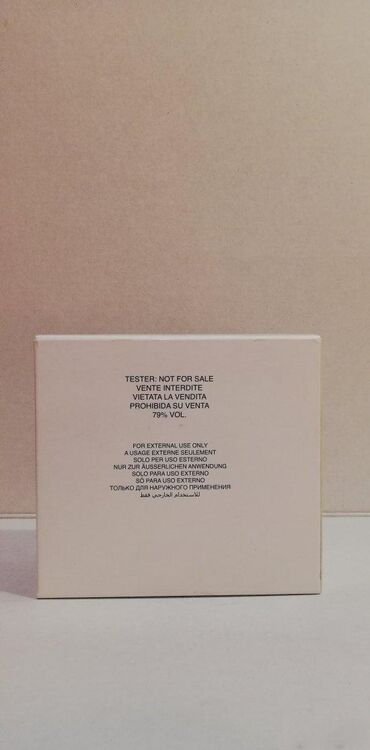 TESTER: NOT FOR SALE
VENTE INTERDITE
VIETATA LA VENDITA
PROHIBIDA SU VENTA
79% VOL.
FOR EXTERNAL USE ONLY
A USAGE EXTERNE SEULEMENT
SOLO PER USO ESTERNO
NUR ZUR ÄUSSERLICHEN ANWENDUNG
SOLO PARA USO EXTERNO
SÓ PARA USO EXTERNO
ТОЛЬКО ДЛЯ НАРУЖНОГО ПРИМЕНЕНИЯ
للاستخدام الخارجي فقط